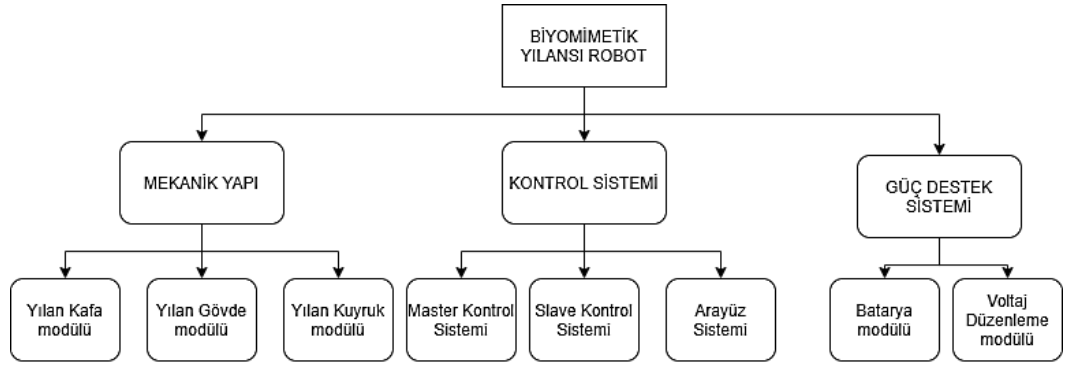 BİYOMİMETİK
YILANSI ROBOT
MEKANİK YAPI
KONTROL SİSTEMİ
GÜÇ DESTEK
SİSTEMİ
Yılan Kafa
modülü
Yılan Gövde
modülü
Yılan Kuyruk
modülü
Master Kontrol
Sistemi
Slave Kontrol
Sistemi
Arayüz
Sistemi
Batarya
modülü
Voltaj
Düzenleme
modülü